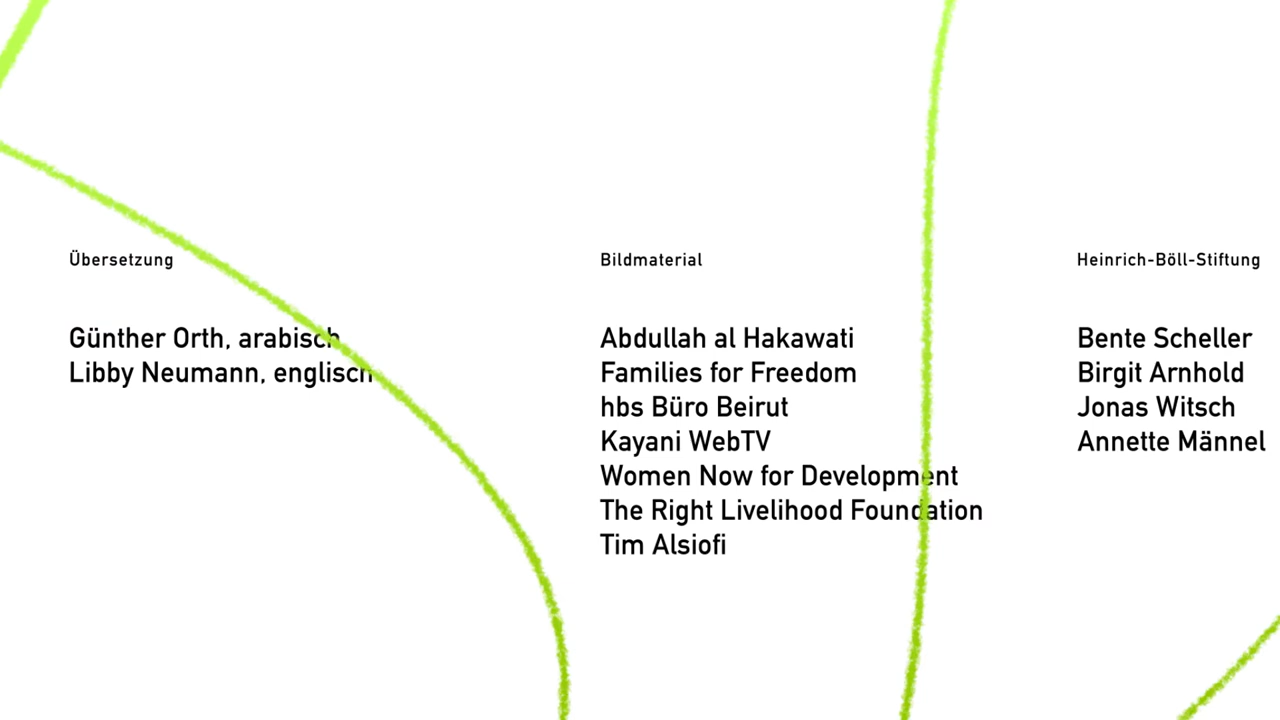 Übersetzung
Günther Orth, arabisch
Libby Neumann, englisch
Bildmaterial
Abdullah al Hakawati
Families for Freedom
hbs Büro Beirut
Kayani WebTV
Women Now for Development
The Right Livelihood Foundation
Tim Alsiofi
Heinrich-Böll-Stiftung
Bente Scheller
Birgit Arnhold
Jonas Witsch
Annette Männel